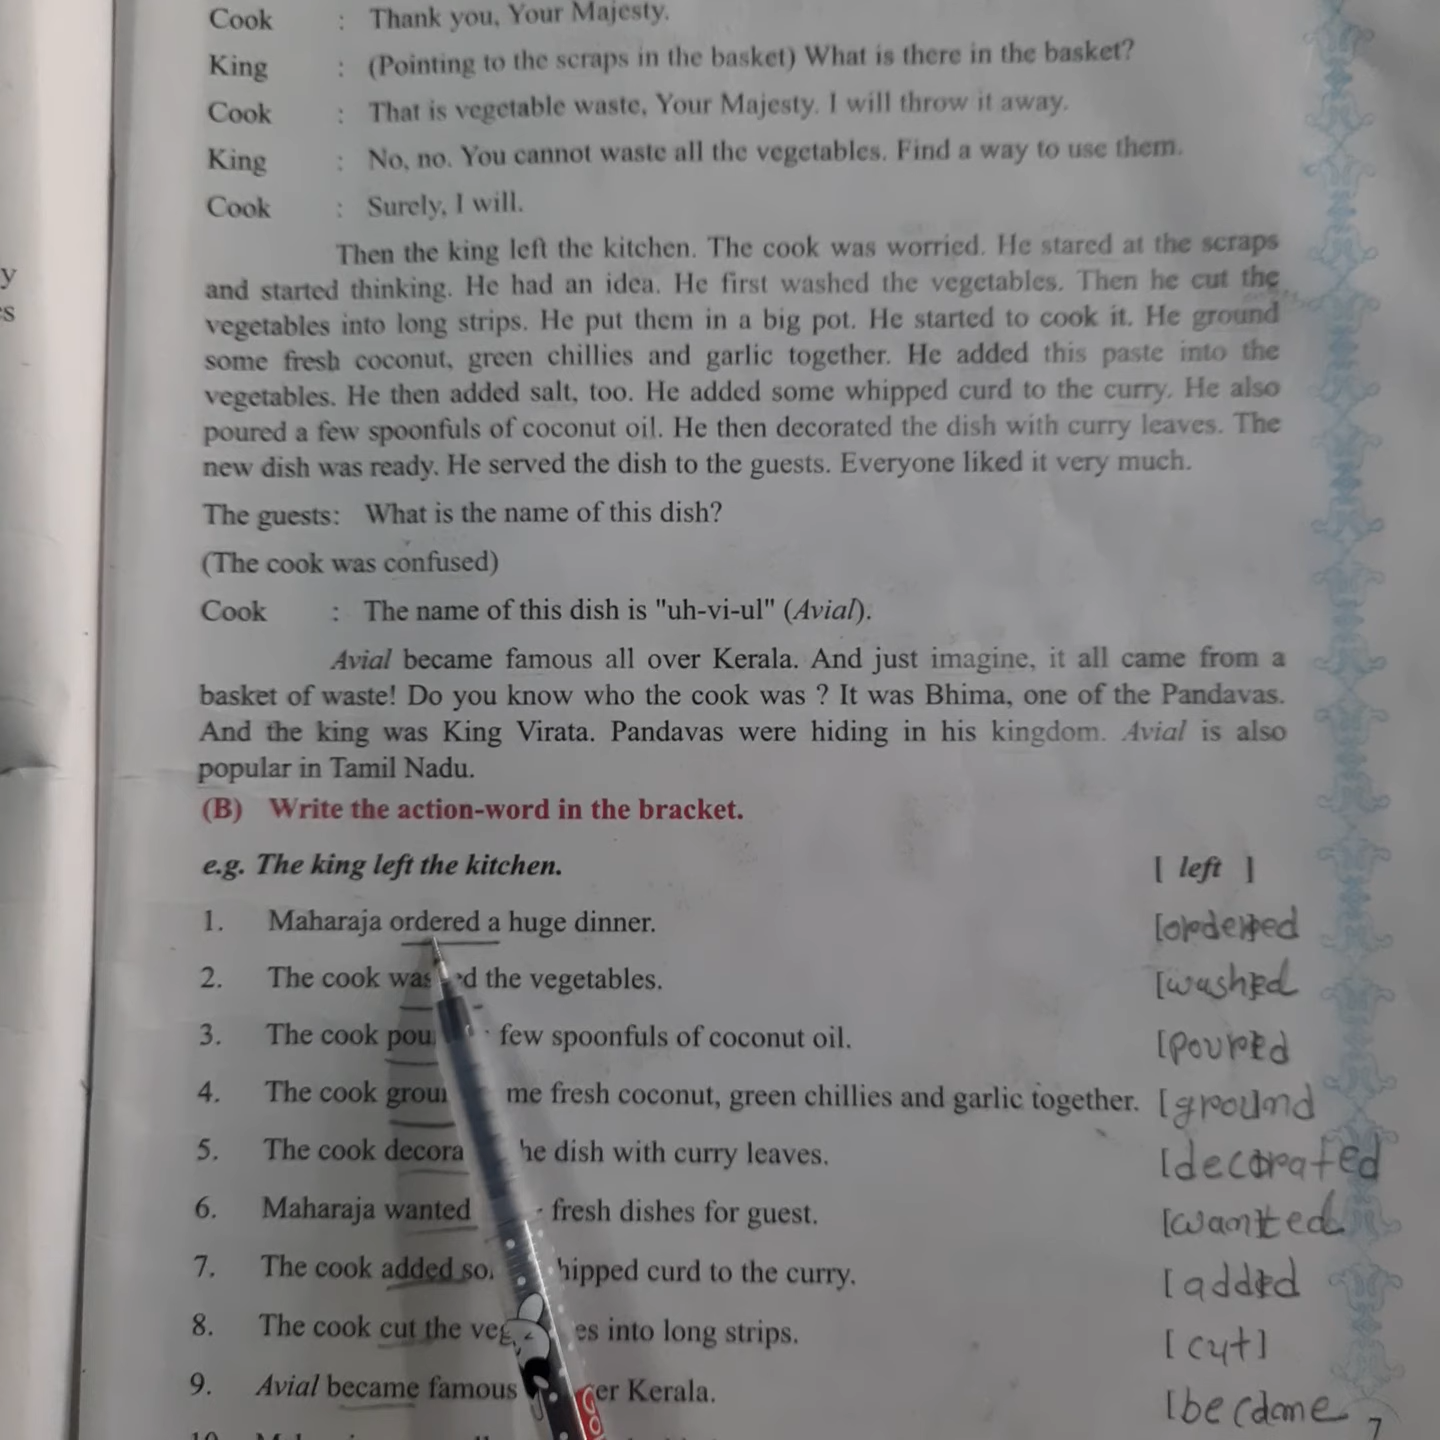 Cook : Thank you, Your Majesty.
King : (Pointing to the scraps in the basket) What is there in the basket?
Cook : That is vegetable waste, Your Majesty. I will throw it away.
King : No, no. You cannot waste all the vegetables. Find a way to use them.
Cook : Surely, I will.
Then the king left the kitchen. The cook was worried. He stared at the scraps
and started thinking. He had an idea. He first washed the vegetables. Then he cut the
vegetables into long strips. He put them in a big pot. He started to cook it. He ground
some fresh coconut, green chillies and garlic together. He added this paste into the
vegetables. He then added salt, too. He added some whipped curd to the curry. He also
poured a few spoonfuls of coconut oil. He then decorated the dish with curry leaves. The
new dish was ready. He served the dish to the guests. Everyone liked it very much.
The guests: What is the name of this dish?
(The cook was confused)
Cook : The name of this dish is "uh-vi-ul" (Avial).
Avial became famous all over Kerala. And just imagine, it all came from a
basket of waste! Do you know who the cook was ? It was Bhima, one of the Pandavas.
And the king was King Virata. Pandavas were hiding in his kingdom. Avial is also
popular in Tamil Nadu.
(B) Write the action-word in the bracket.
e.g. The king left the kitchen. [ left ]
1. Maharaja ordered a huge dinner. [ordered
2. The cook the vegetables. [washed
3. The cook few spoonfuls of coconut oil. [poured
4. The cook fresh coconut, green chillies and garlic together. [ground
5. The cook dish with curry leaves. [decorated
6. Maharaja wanted fresh dishes for guest. [wanted
7. The cook added curd to the curry. [added
8. The cook cut the into long strips. [cut]
9. Avial became famous Kerala. [became
7